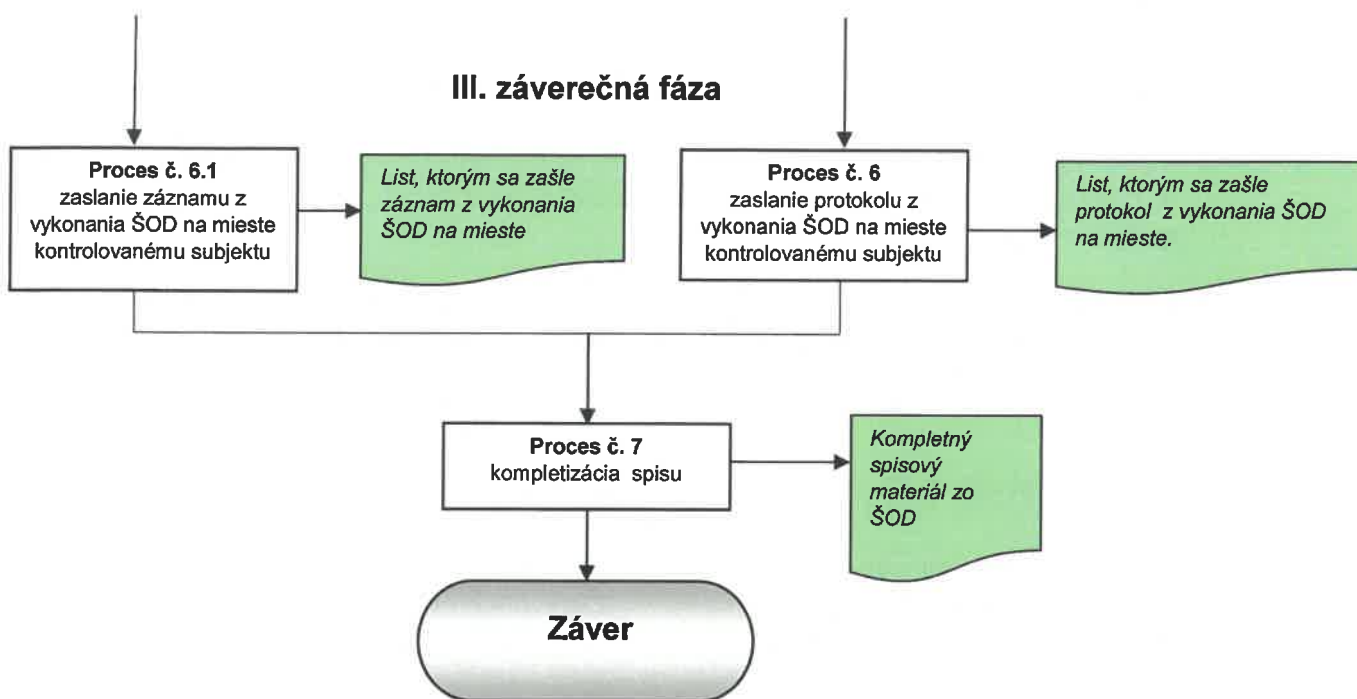 III. záverečná fáza
Proces č. 6.1
zaslanie záznamu z
vykonania ŠOD na mieste
kontrolovanému subjektu
List, ktorým sa zašle
záznam z vykonania
ŠOD na mieste
Proces č. 6
zaslanie protokolu z
vykonania ŠOD na mieste
kontrolovanému subjektu
List, ktorým sa zašle
protokol z vykonania ŠOD
na mieste.
Proces č. 7
kompletizácia spisu
Kompletný
spisový
materiál zo
ŠOD
Záver